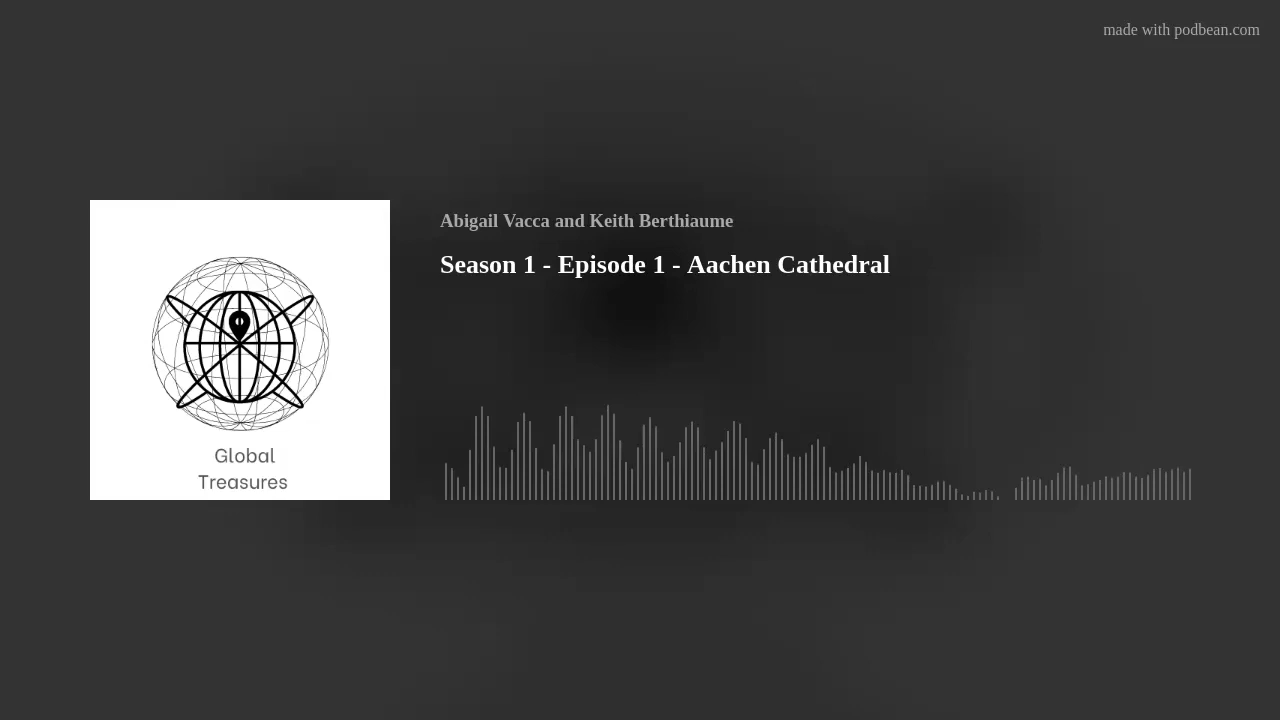 made with podbean.com
Abigail Vacca and Keith Berthiaume
Season 1 - Episode 1 - Aachen Cathedral
Global
Treasures